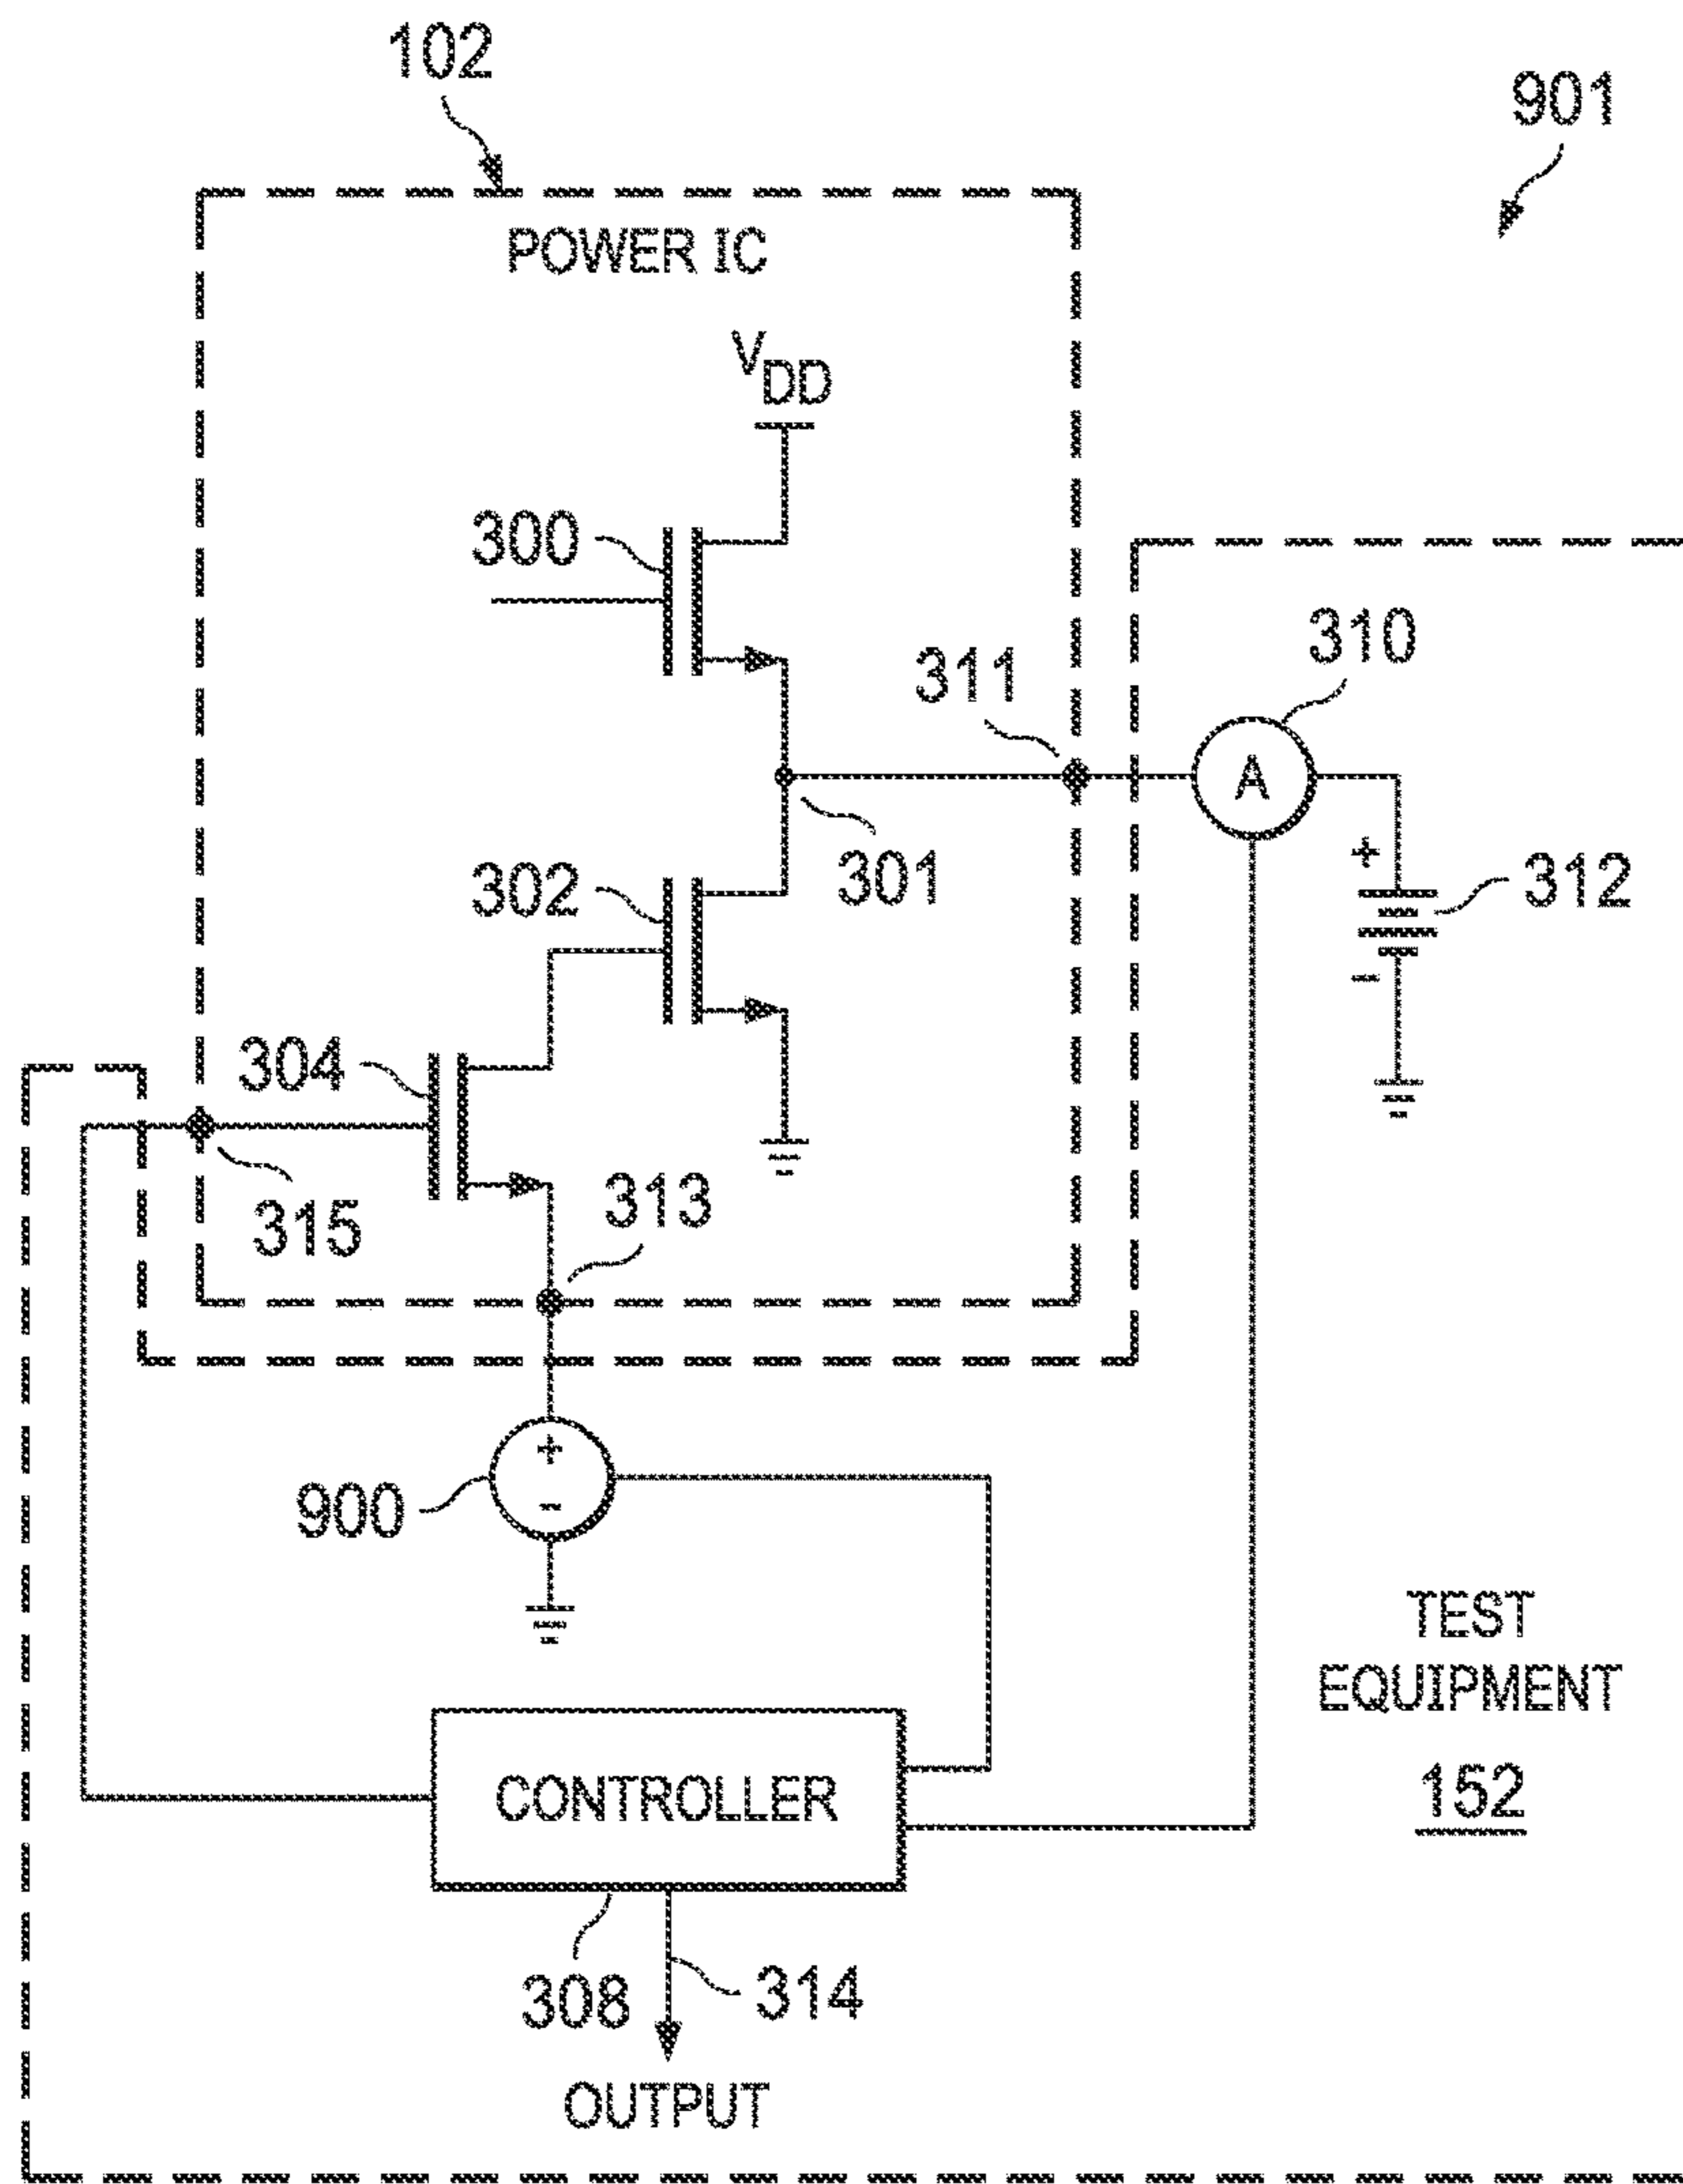 102
901
POWER IC
VDD
300
310
311
A
302
301
+
312
-
304
315
313
+
900
-
TEST
EQUIPMENT
152
CONTROLLER
308
314
OUTPUT